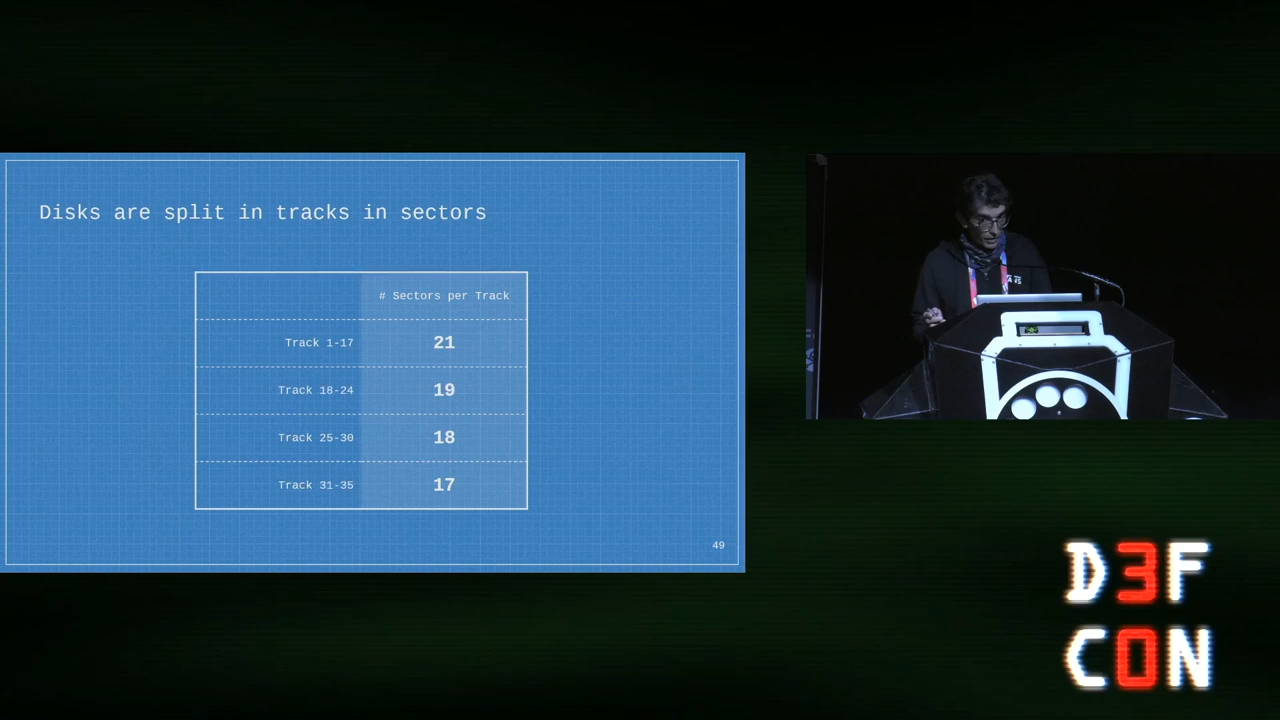 Disks are split in tracks in sectors
# Sectors per Track
Track 1-17 21
Track 18-24 19
Track 25-30 18
Track 31-35 17
49
D3F
C0N